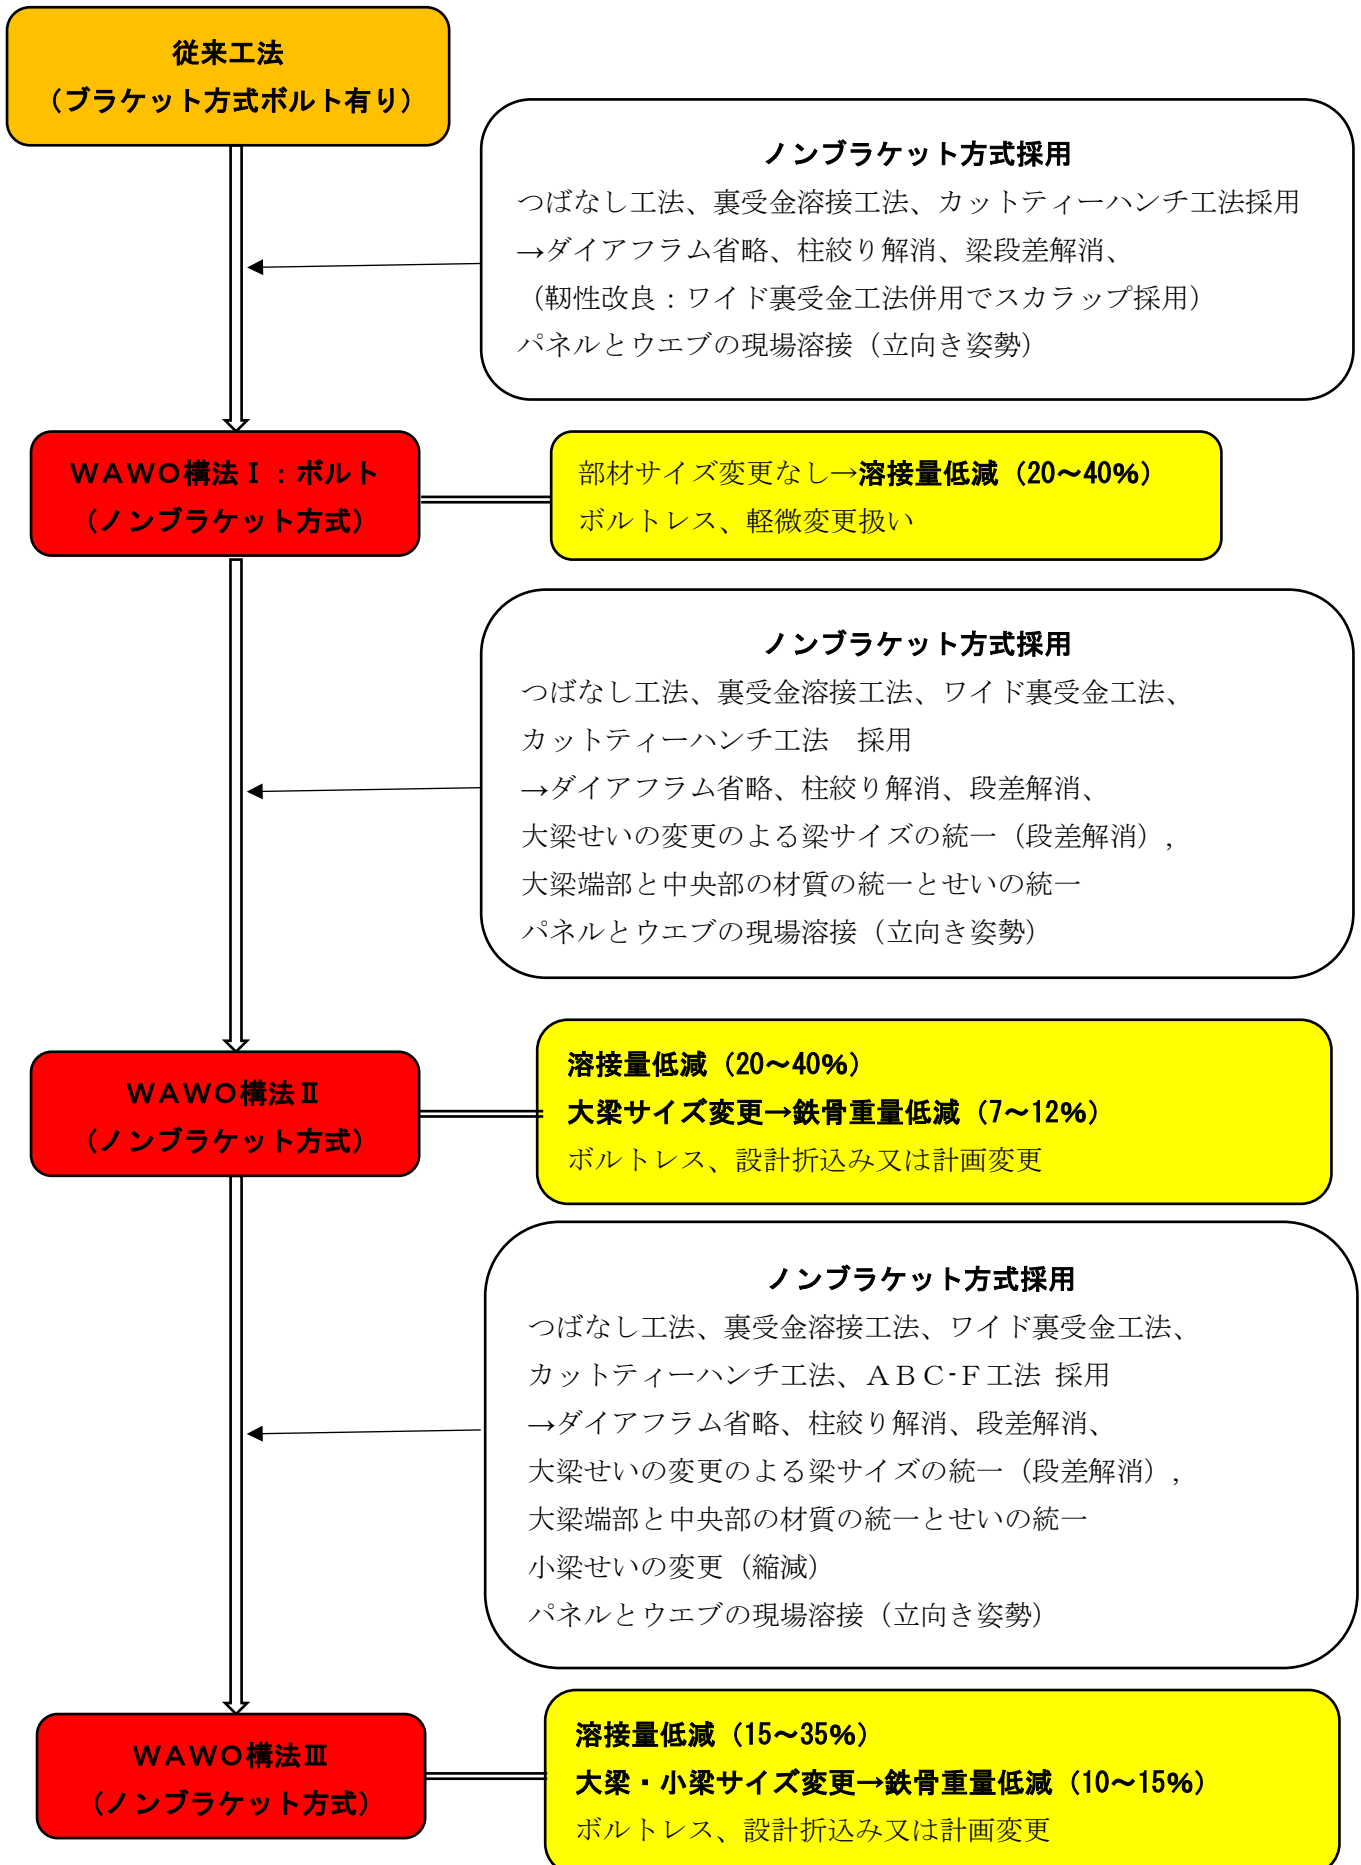 従来工法
（ブラケット方式ボルト有り）
ノンブラケット方式採用
つばなし工法、裏受金溶接工法、カットティーハンチ工法採用
→ダイアフラム省略、柱絞り解消、梁段差解消、
（靭性改良：ワイド裏受金工法併用でスカラップ採用）
パネルとウエブの現場溶接（立向き姿勢）
ＷＡＷＯ構法Ⅰ：ボルト
（ノンブラケット方式）
部材サイズ変更なし→溶接量低減（20～40%）
ボルトレス、軽微変更扱い
ノンブラケット方式採用
つばなし工法、裏受金溶接工法、ワイド裏受金工法、
カットティーハンチ工法　採用
→ダイアフラム省略、柱絞り解消、段差解消、
大梁せいの変更のよる梁サイズの統一（段差解消）,
大梁端部と中央部の材質の統一とせいの統一
パネルとウエブの現場溶接（立向き姿勢）
ＷＡＷＯ構法Ⅱ
（ノンブラケット方式）
溶接量低減（20～40%）
大梁サイズ変更→鉄骨重量低減（7～12%）
ボルトレス、設計折込み又は計画変更
ノンブラケット方式採用
つばなし工法、裏受金溶接工法、ワイド裏受金工法、
カットティーハンチ工法、ＡＢＣ-Ｆ工法 採用
→ダイアフラム省略、柱絞り解消、段差解消、
大梁せいの変更のよる梁サイズの統一（段差解消）,
大梁端部と中央部の材質の統一とせいの統一
小梁せいの変更（縮減）
パネルとウエブの現場溶接（立向き姿勢）
ＷＡＷＯ構法Ⅲ
（ノンブラケット方式）
溶接量低減（15～35%）
大梁・小梁サイズ変更→鉄骨重量低減（10～15%）
ボルトレス、設計折込み又は計画変更